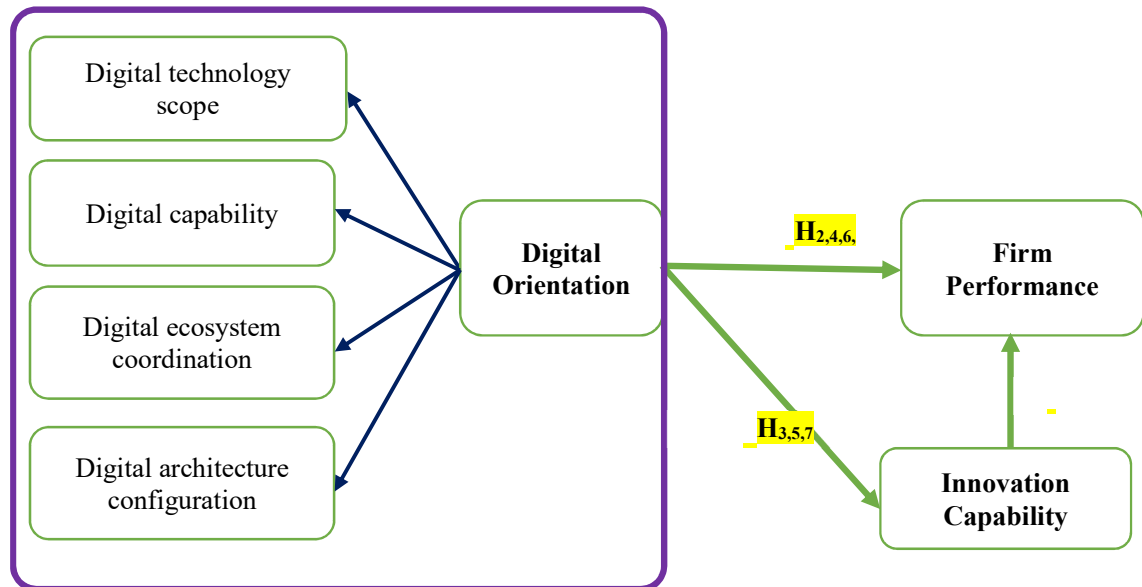 Digital technology
scope
Digital capability
Digital ecosystem
coordination
Digital architecture
configuration
Digital
Orientation
H2,4,6,
H3,5,7
Firm
Performance
Innovation
Capability